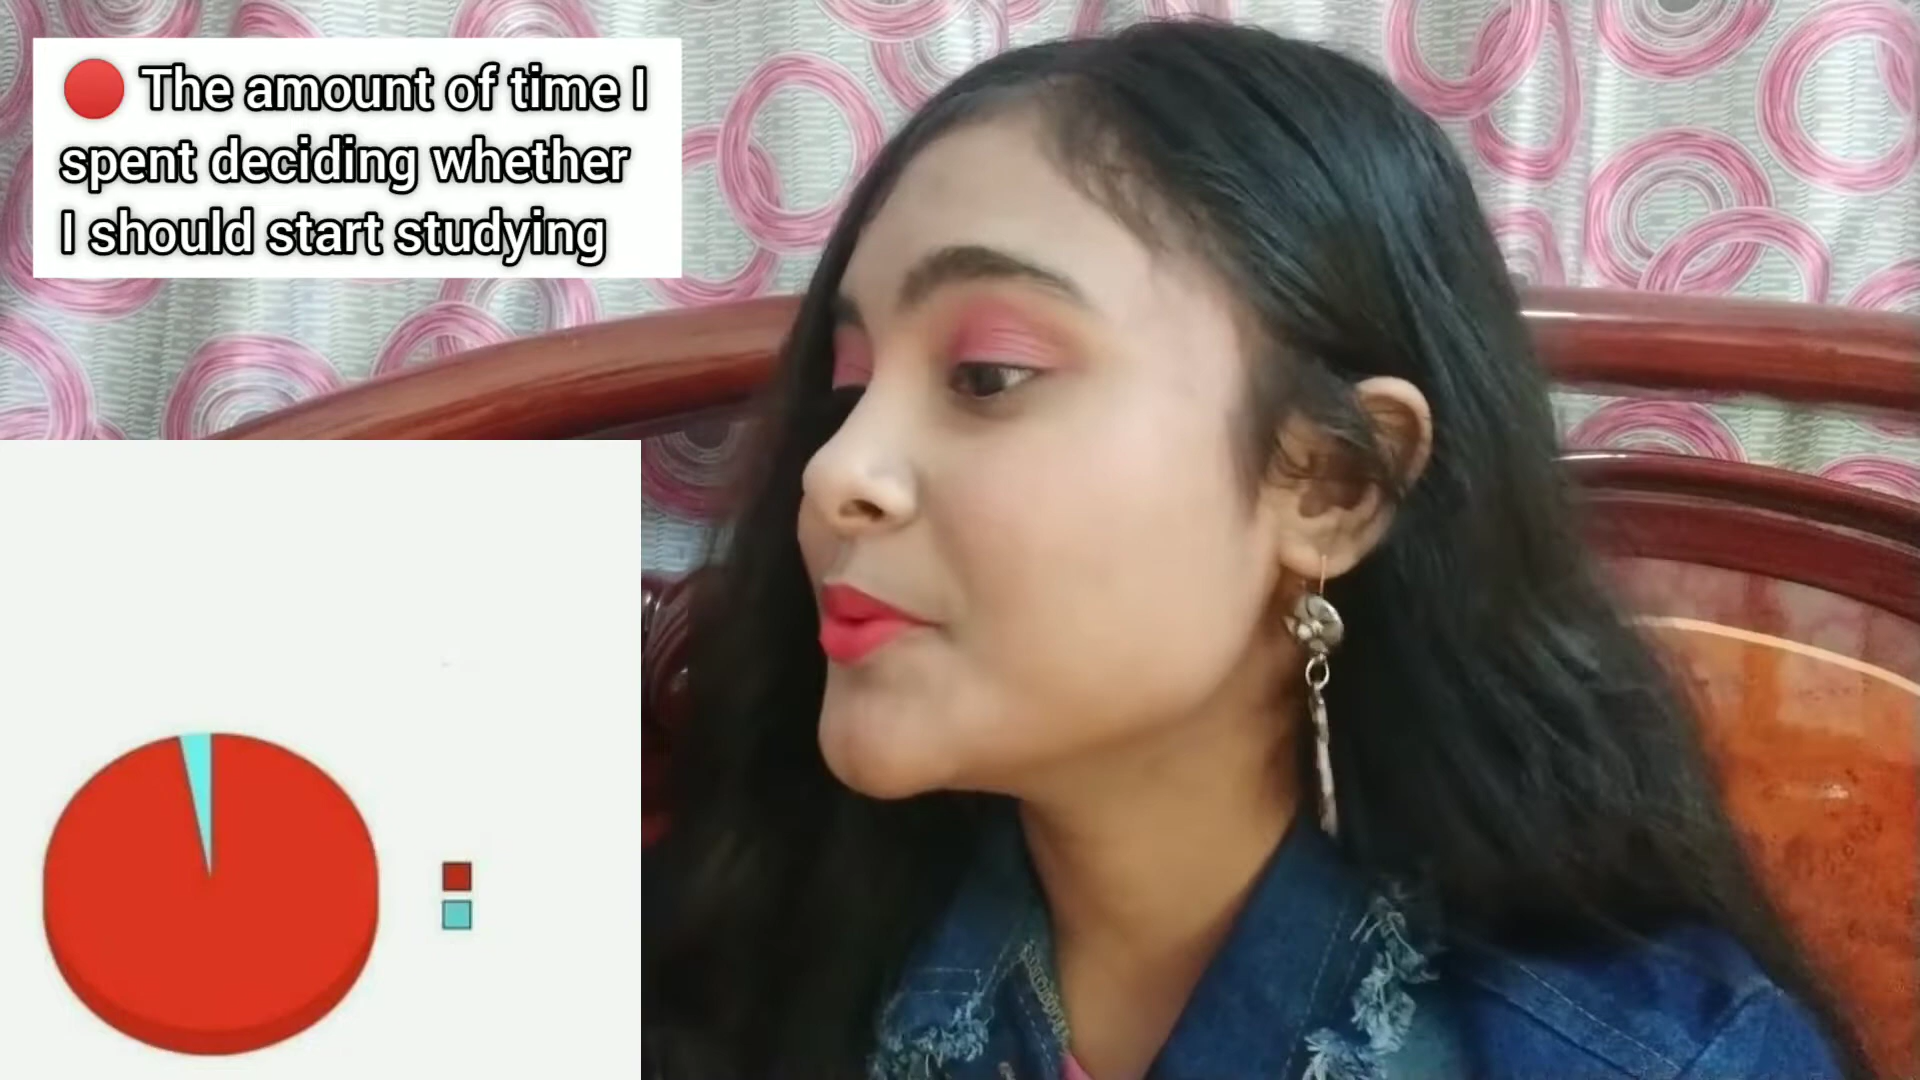 🔴 The amount of time I
spent deciding whether
I should start studying